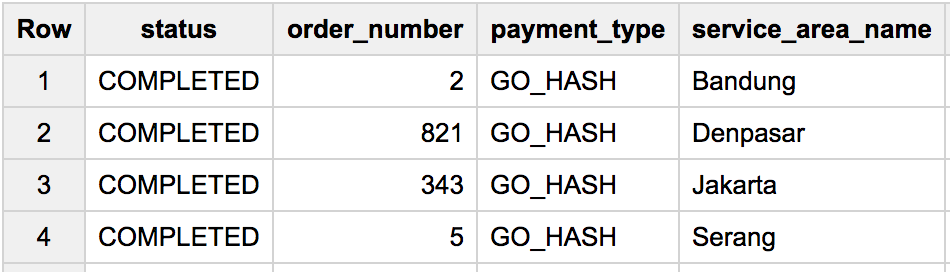 Row status order_number payment_type service_area_name
1 COMPLETED 2 GO_HASH Bandung
2 COMPLETED 821 GO_HASH Denpasar
3 COMPLETED 343 GO_HASH Jakarta
4 COMPLETED 5 GO_HASH Serang